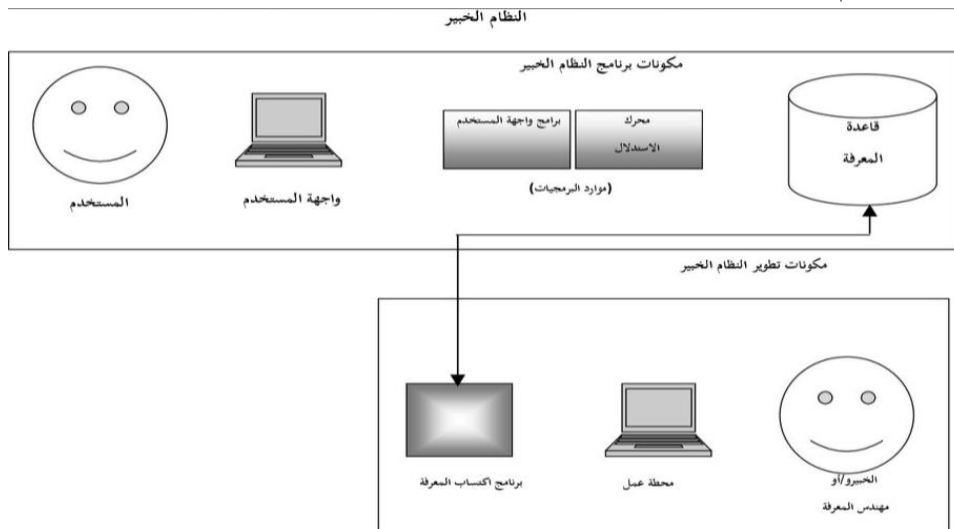 النظام الخبير
مكونات برنامج النظام الخبير
قاعدة
المعرفة
محرك
الاستدلال
برامج واجهة المستخدم
(موارد البرمجيات)
واجهة المستخدم
المستخدم
مكونات تطوير النظام الخبير
الخبيرو/أو
مهندس المعرفة
محطة عمل
برنامج اكتساب المعرفة